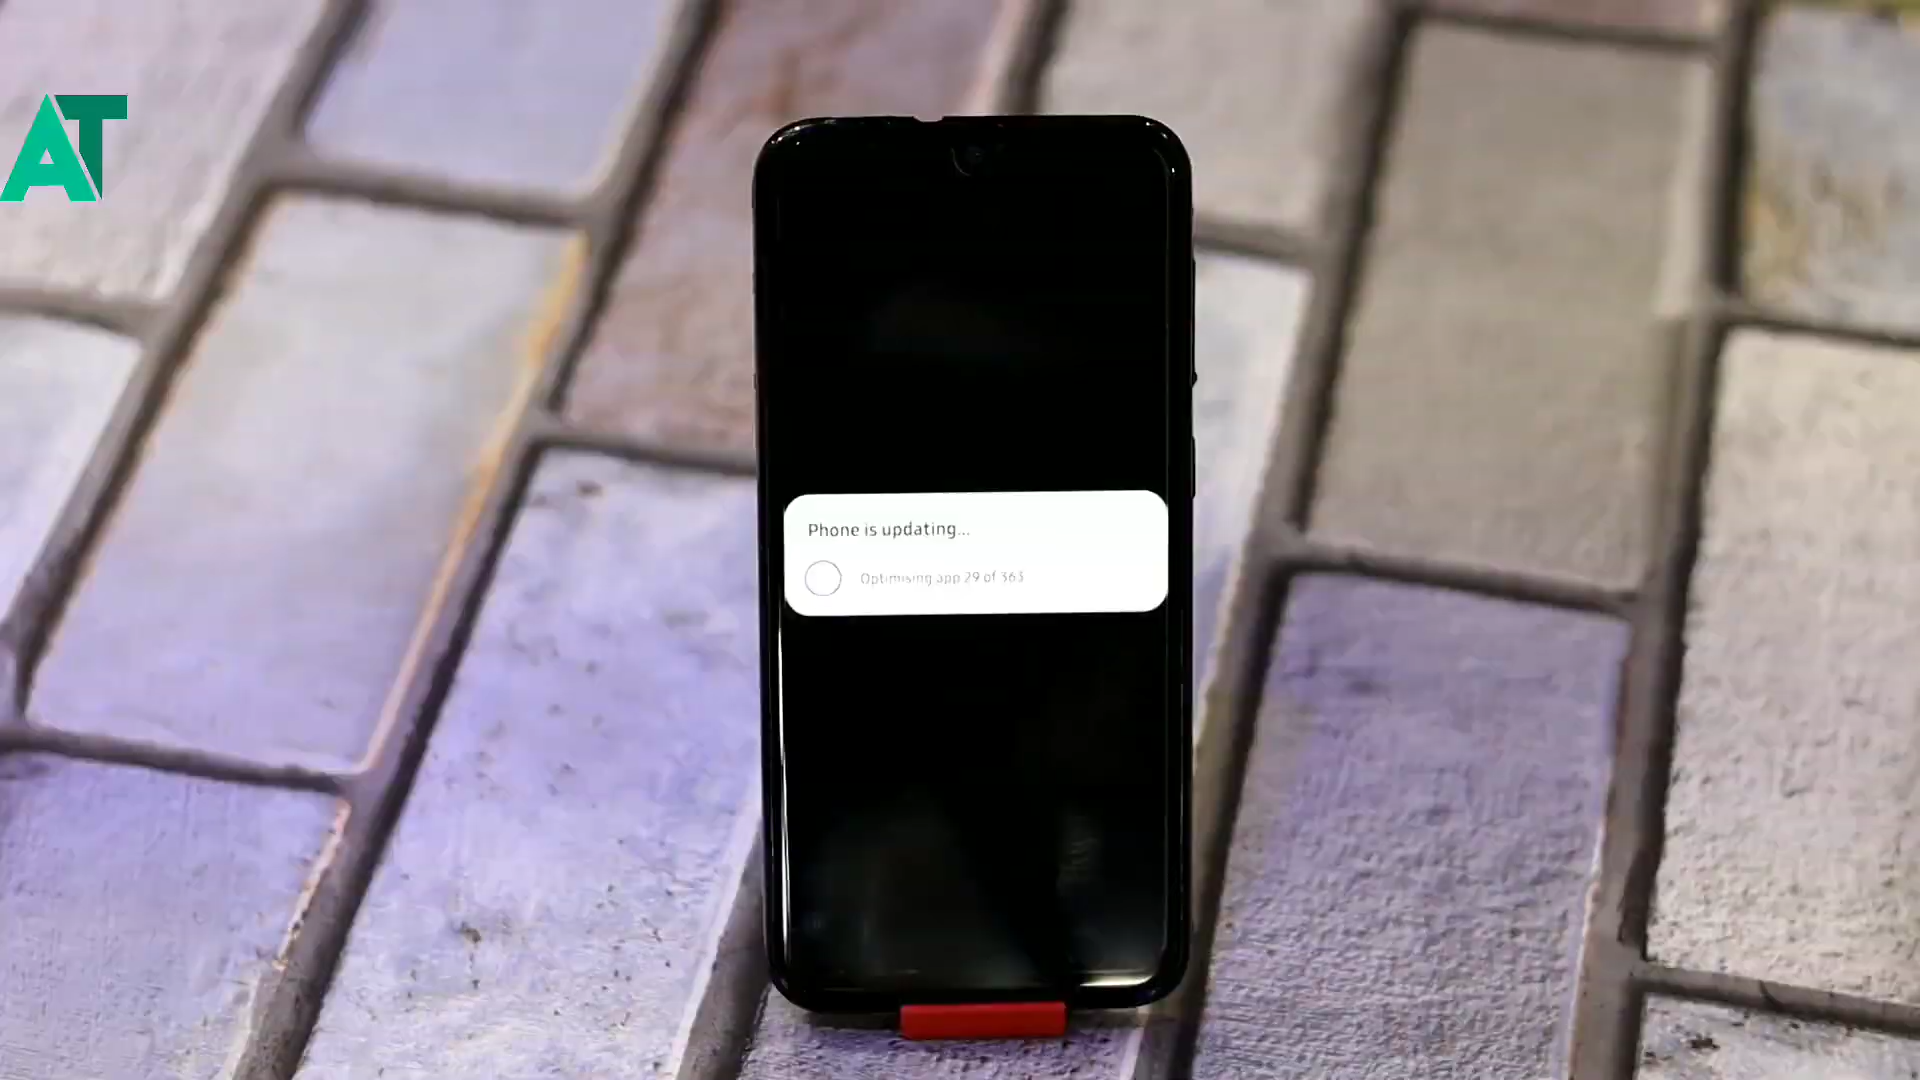 AT
Phone is updating...
Optimising app 29 of 363